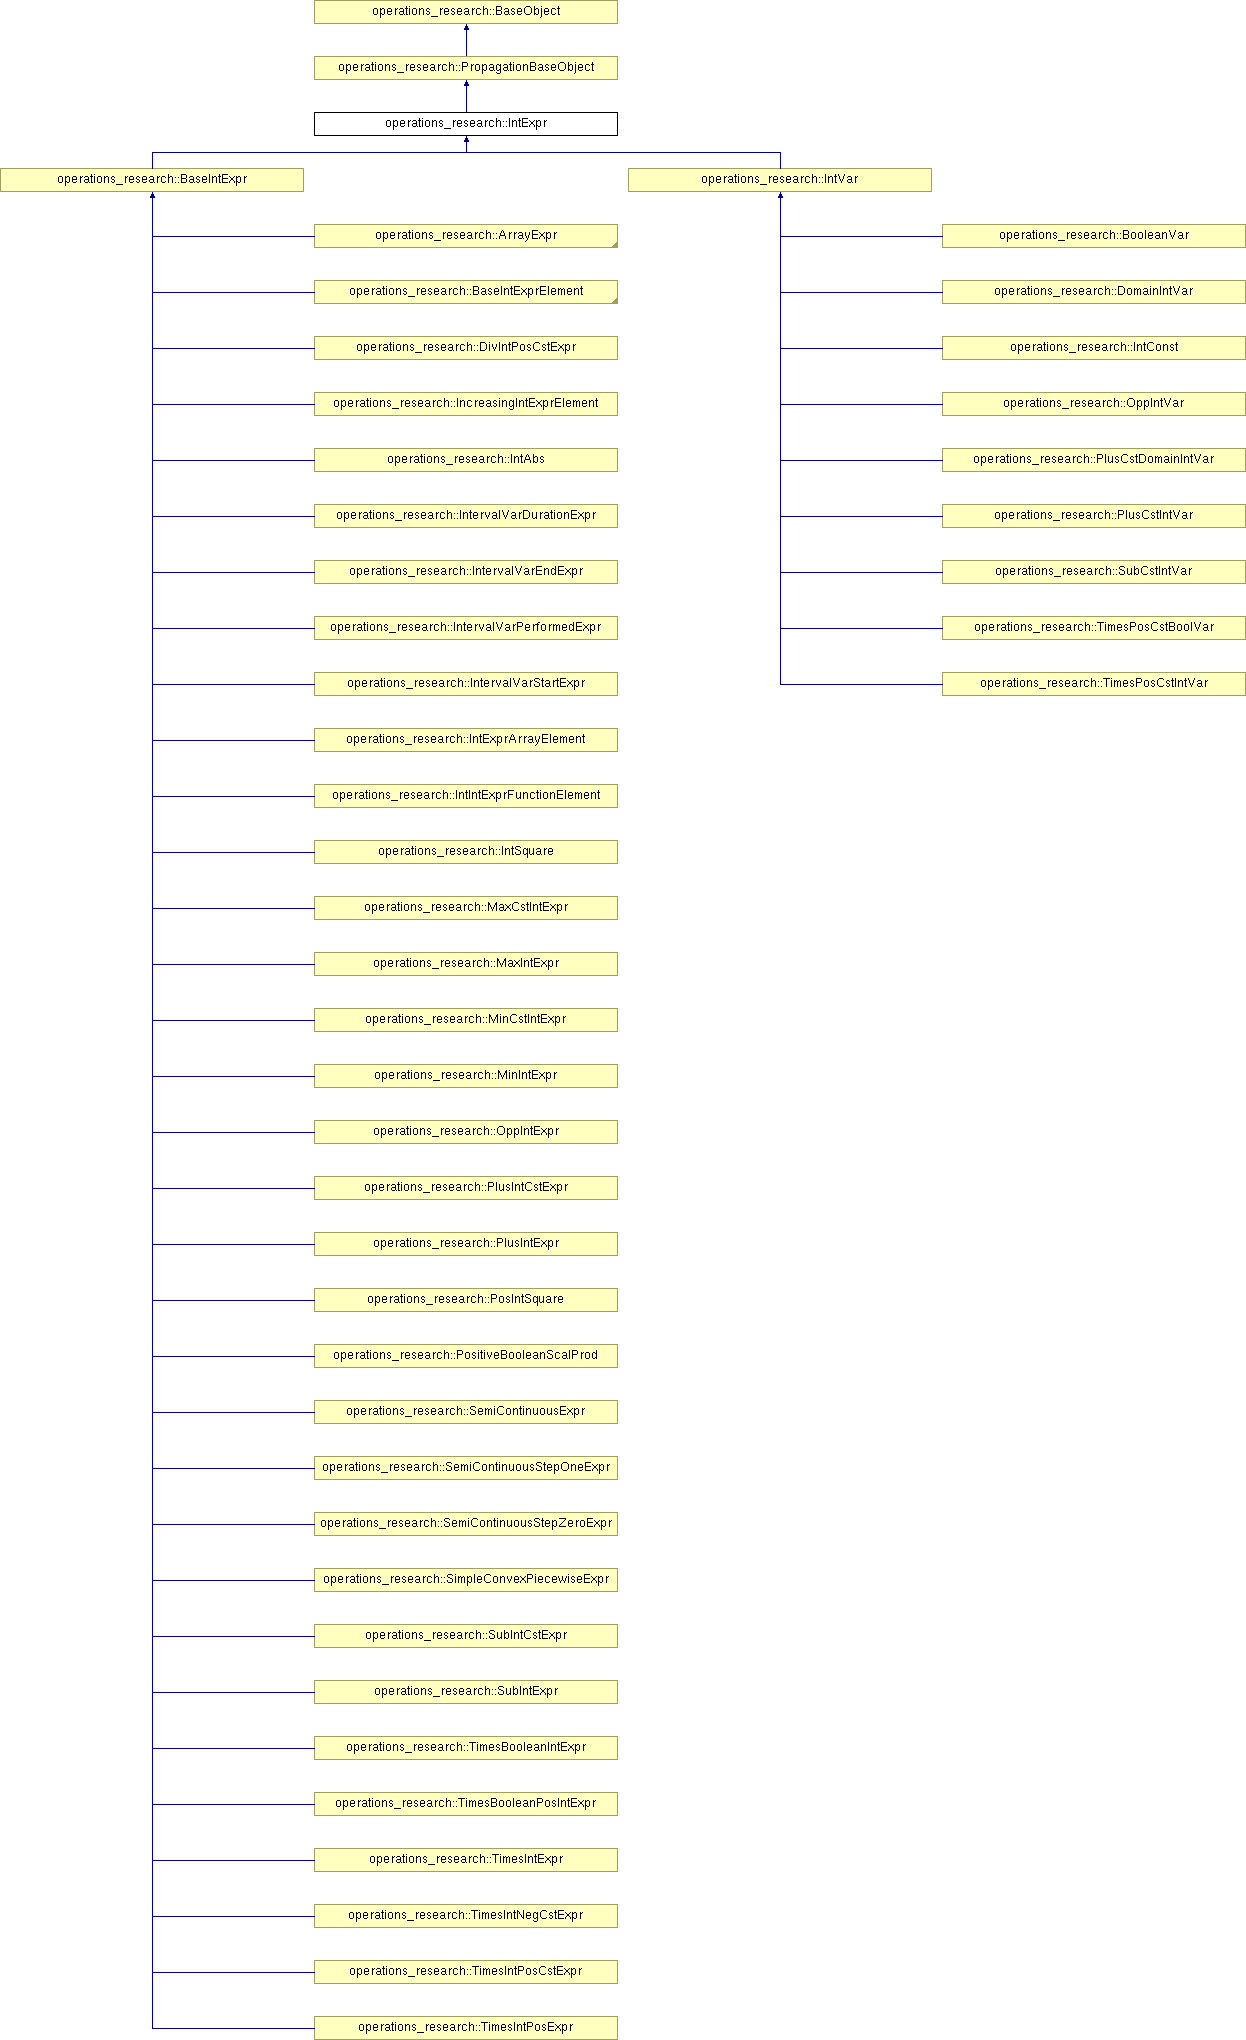 operations_research::BaseObject
operations_research::PropagationBaseObject
operations_research::IntExpr
operations_research::BaseIntExpr
operations_research::IntVar
operations_research::ArrayExpr
operations_research::BooleanVar
operations_research::BaseIntExprElement
operations_research::DomainIntVar
operations_research::DivIntPosCstExpr
operations_research::IntConst
operations_research::IncreasingIntExprElement
operations_research::OppIntVar
operations_research::IntAbs
operations_research::PlusCstDomainIntVar
operations_research::IntervalVarDurationExpr
operations_research::PlusCstIntVar
operations_research::IntervalVarEndExpr
operations_research::SubCstIntVar
operations_research::IntervalVarPerformedExpr
operations_research::TimesPosCstBoolVar
operations_research::IntervalVarStartExpr
operations_research::TimesPosCstIntVar
operations_research::IntExprArrayElement
operations_research::IntIntExprFunctionElement
operations_research::IntSquare
operations_research::MaxCstIntExpr
operations_research::MaxIntExpr
operations_research::MinCstIntExpr
operations_research::MinIntExpr
operations_research::OppIntExpr
operations_research::PlusIntCstExpr
operations_research::PlusIntExpr
operations_research::PosIntSquare
operations_research::PositiveBooleanScalProd
operations_research::SemiContinuousExpr
operations_research::SemiContinuousStepOneExpr
operations_research::SemiContinuousStepZeroExpr
operations_research::SimpleConvexPiecewiseExpr
operations_research::SubIntCstExpr
operations_research::SubIntExpr
operations_research::TimesBooleanIntExpr
operations_research::TimesBooleanPosIntExpr
operations_research::TimesIntExpr
operations_research::TimesIntNegCstExpr
operations_research::TimesIntPosCstExpr
operations_research::TimesIntPosExpr